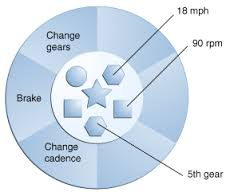 18 mph
Change
gears
90 rpm
Brake
Change
cadence
5th gear